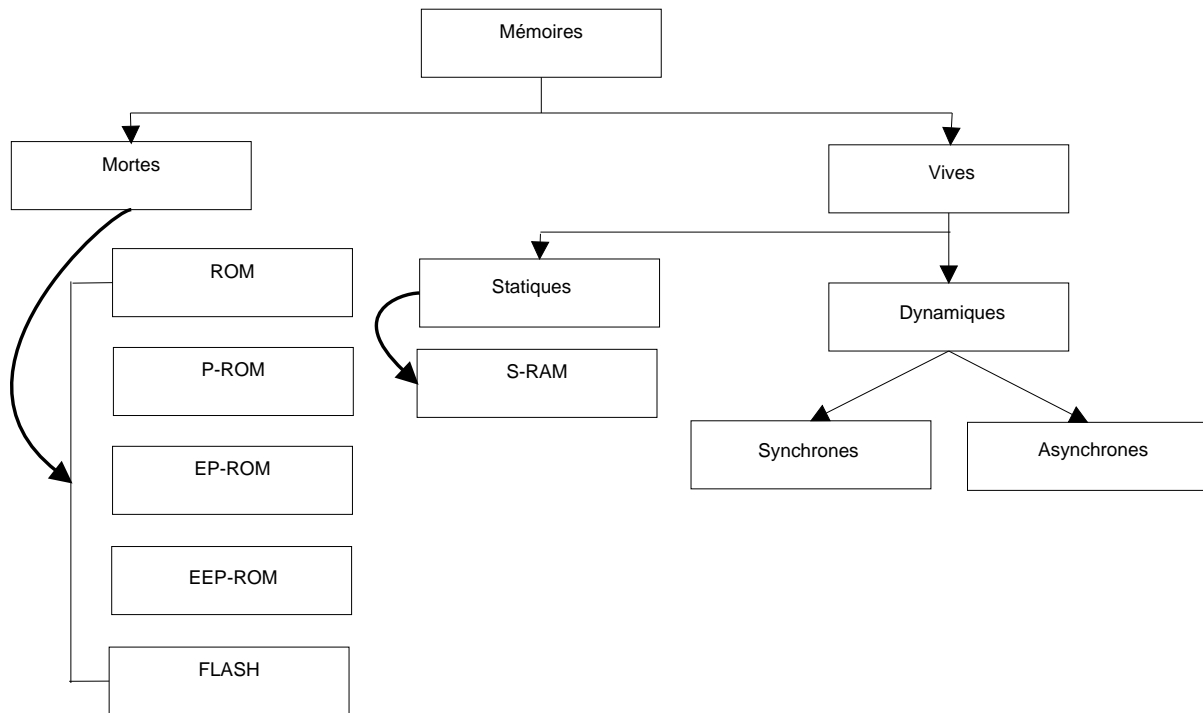 Mémoires
Mortes
Vives
ROM
Statiques
Dynamiques
P-ROM
S-RAM
Synchrones
Asynchrones
EP-ROM
EEP-ROM
FLASH